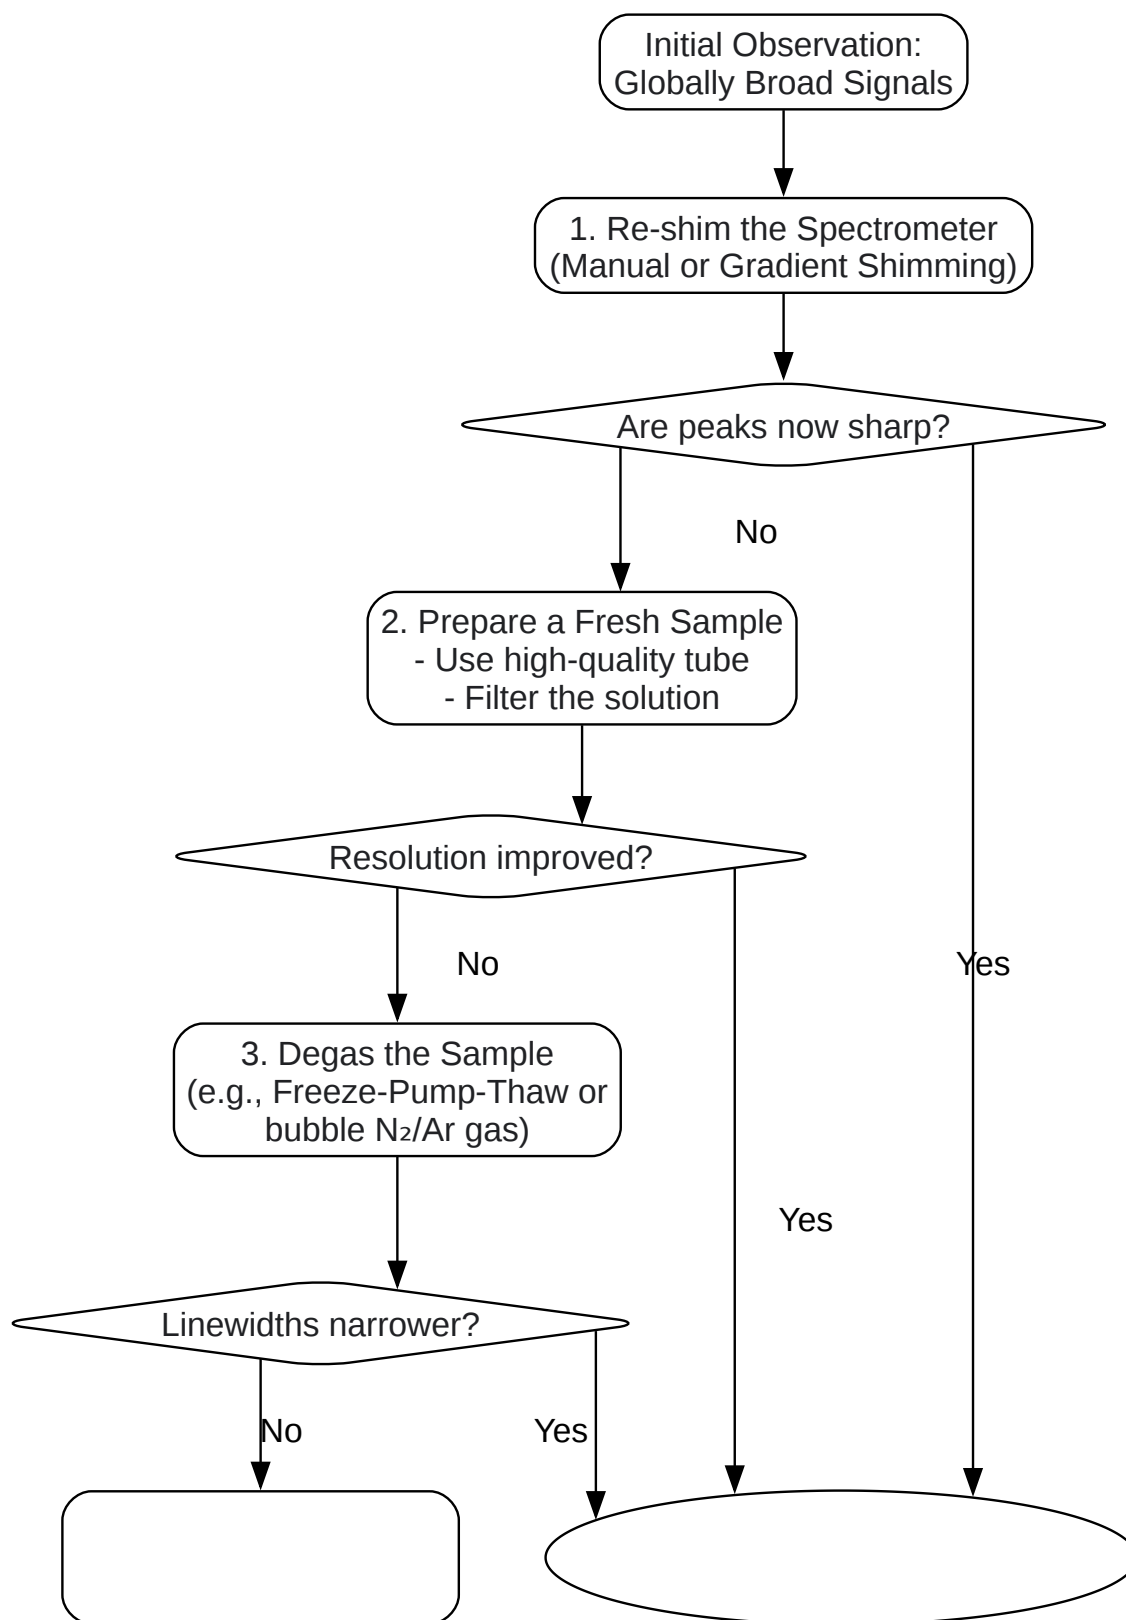 Initial Observation:
Globally Broad Signals
1. Re-shim the Spectrometer
(Manual or Gradient Shimming)
Are peaks now sharp?
No
2. Prepare a Fresh Sample
- Use high-quality tube
- Filter the solution
Resolution improved?
No
Yes
3. Degas the Sample
(e.g., Freeze-Pump-Thaw or
bubble N₂/Ar gas)
Yes
Linewidths narrower?
No
Yes